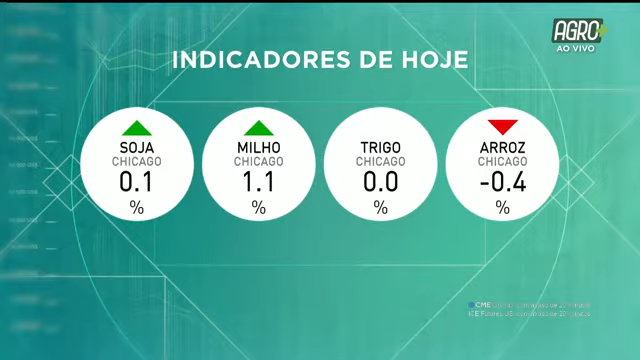 AGRO+
AO VIVO
INDICADORES DE HOJE
SOJA
CHICAGO
0.1
%
MILHO
CHICAGO
1.1
%
TRIGO
CHICAGO
0.0
%
ARROZ
CHICAGO
-0.4
%
CME
ICE Futures US